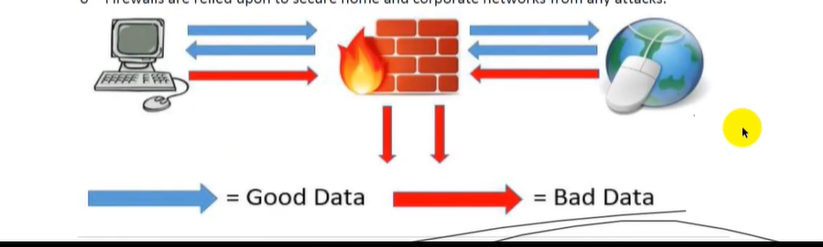 Firewalls are relied upon to secure home and corporate networks from any attacks.
= Good Data
= Bad Data